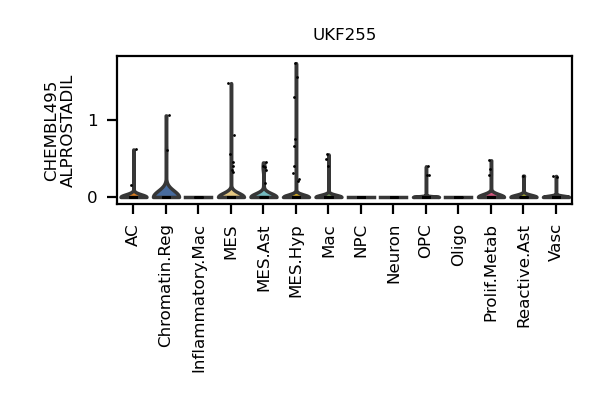 UKF255
CHEMBL495
ALPROSTADIL
1
0
AC
Chromatin.Reg
Inflammatory.Mac
MES
MES.Ast
MES.Hyp
Mac
NPC
Neuron
OPC
Oligo
Prolif.Metab
Reactive.Ast
Vasc